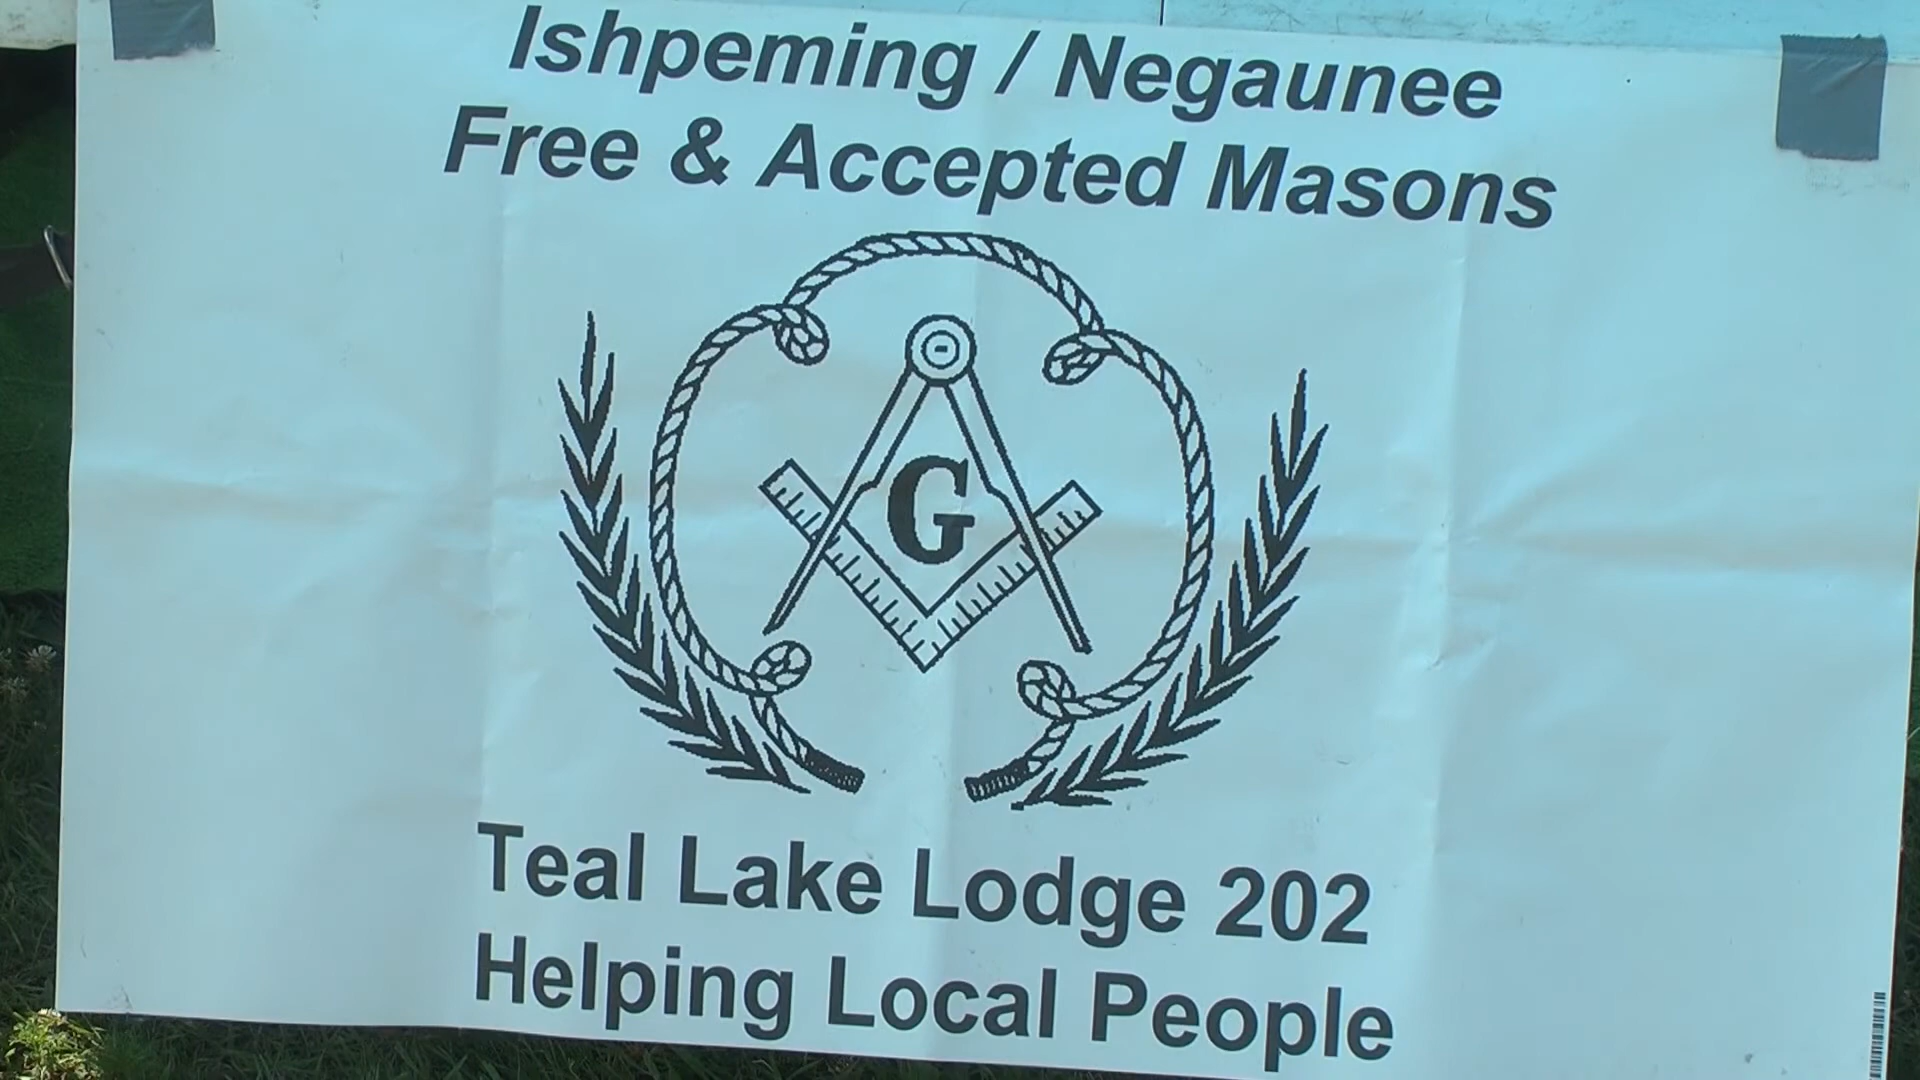 Ishpeming / Negaunee
Free & Accepted Masons
G
Teal Lake Lodge 202
Helping Local People